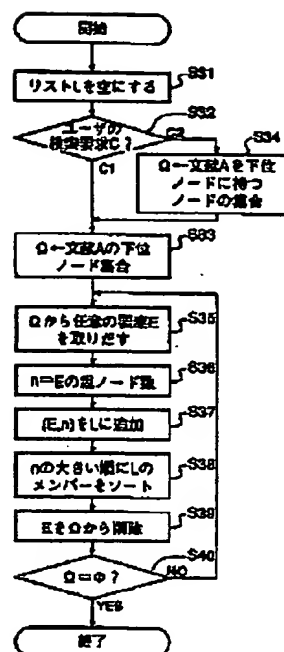 開始
リストLを空にする
S31
ユーザの
検索要求C?
S32
C2
C1
S34
Ω←文献Aを下位
ノードに持つ
ノードの集合
Ω←文献Aの下位
ノード集合
S33
Ωから任意の要素E
を取りだす
S35
n=Eの親ノード数
S36
{E,n}をLに追加
S37
nの大きい順にLの
メンバーをソート
S38
EをΩから削除
S39
Ω=Φ?
S40
NO
YES
終了